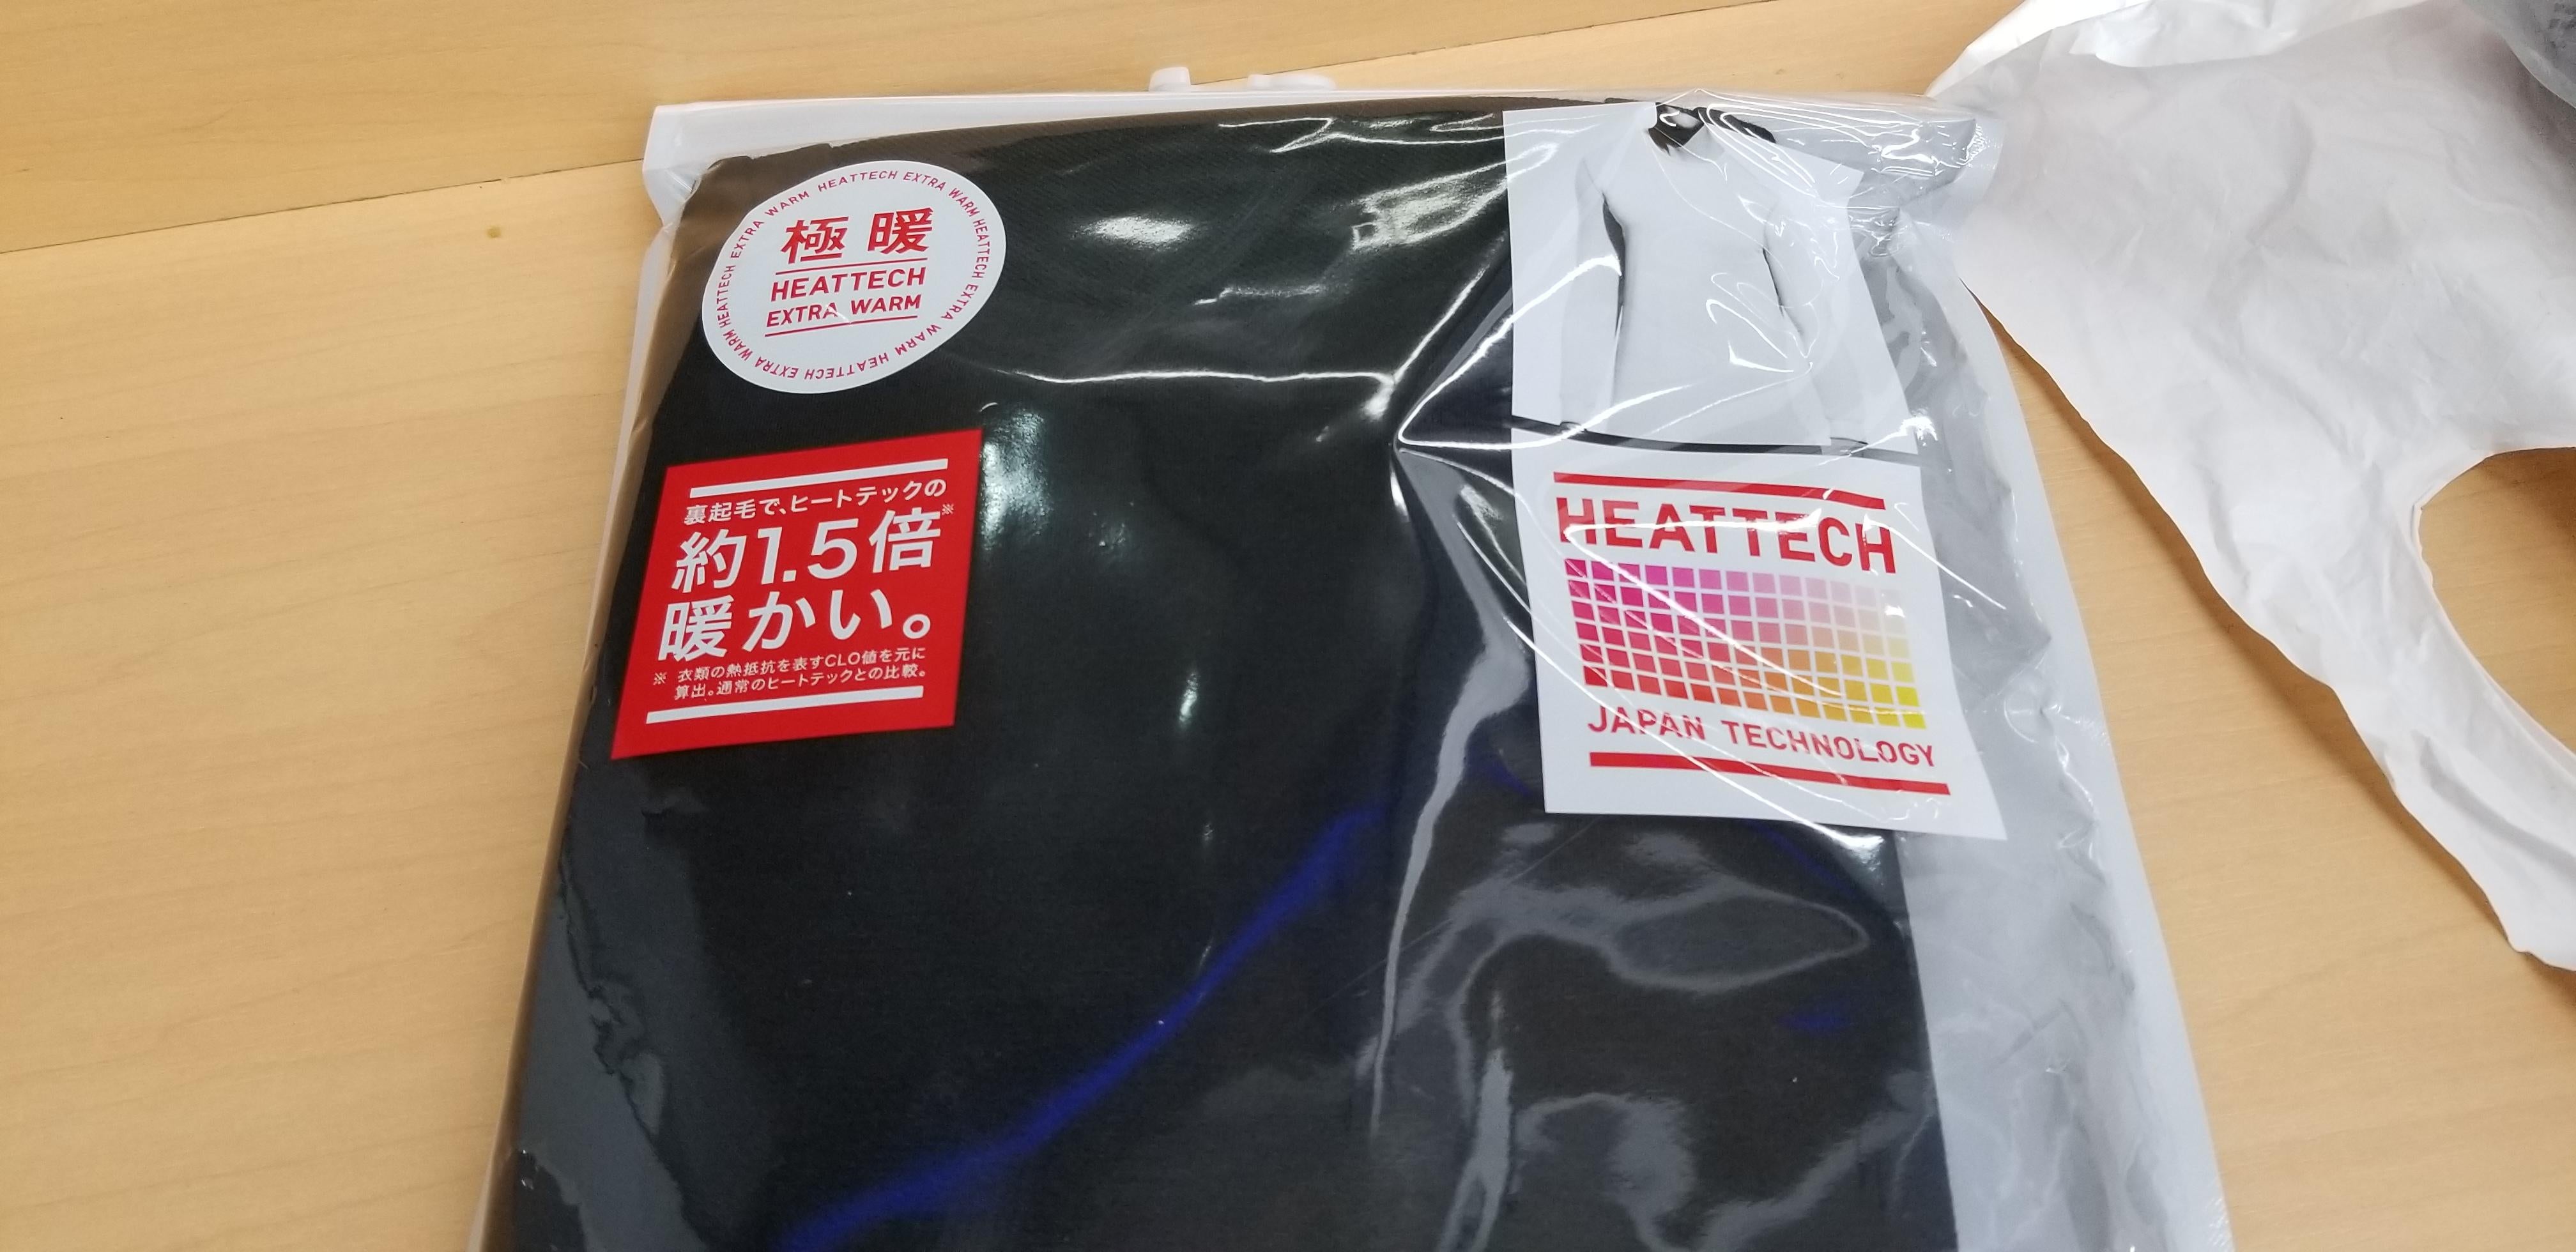 極暖
HEATTECH
EXTRA WARM
HEATTECH EXTRA WARM HEATTECH EXTRA WARM HEATTECH EXTRA WARM HEATTECH EXTRA WARM
裏起毛で、ヒートテックの
約1.5倍※
暖かい。
※ 衣類の熱抵抗を表すCLO値を元に
算出。通常のヒートテックとの比較。
HEATTECH
JAPAN TECHNOLOGY